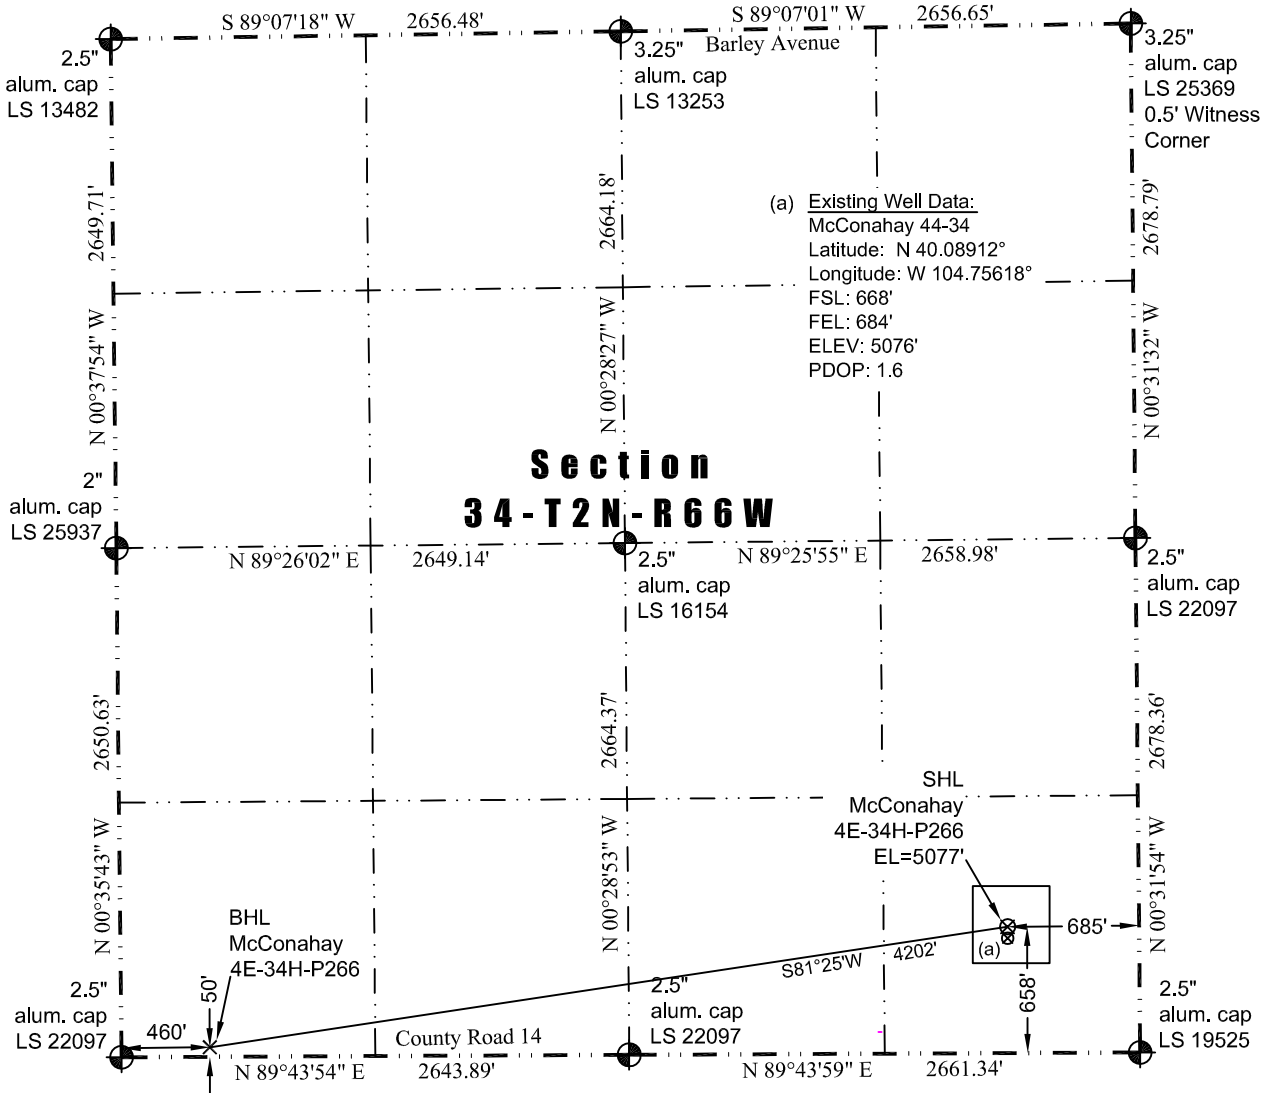 S 89°07'18" W 2656.48'
S 89°07'01" W 2656.65'
Barley Avenue
2.5"
alum. cap
LS 13482
3.25"
alum. cap
LS 13253
3.25"
alum. cap
LS 25369
0.5' Witness
Corner
2649.71'
2664.18'
2678.79'
(a) Existing Well Data:
McConahay 44-34
Latitude: N 40.08912°
Longitude: W 104.75618°
FSL: 668'
FEL: 684'
ELEV: 5076'
PDOP: 1.6
N 00°37'54" W
N 00°28'27" W
N 00°31'32" W
Section
34-T2N-R66W
2"
alum. cap
LS 25937
N 89°26'02" E 2649.14'
N 89°25'55" E 2658.98'
2.5"
alum. cap
LS 16154
2.5"
alum. cap
LS 22097
2650.63'
2664.37'
2678.36'
SHL
McConahay
4E-34H-P266
EL=5077'
N 00°35'43" W
N 00°28'53" W
N 00°31'54" W
BHL
McConahay
4E-34H-P266
685'
(a)
S81°25'W 4202'
658'
50'
460'
2.5"
alum. cap
LS 22097
2.5"
alum. cap
LS 22097
2.5"
alum. cap
LS 19525
County Road 14
N 89°43'54" E 2643.89'
N 89°43'59" E 2661.34'